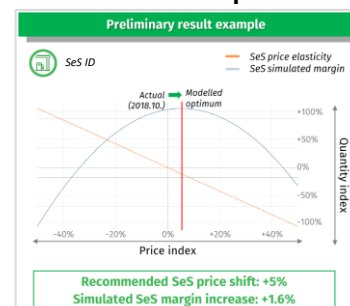 Preliminary result example
SeS ID
SeS price elasticity
SeS simulated margin
Actual
(2018.10.)
Modelled
optimum
+100%
+50%
0%
-50%
-100%
-40%
-20%
0%
+20%
+40%
Price index
Quantity index
Recommended SeS price shift: +5%
Simulated SeS margin increase: +1.6%